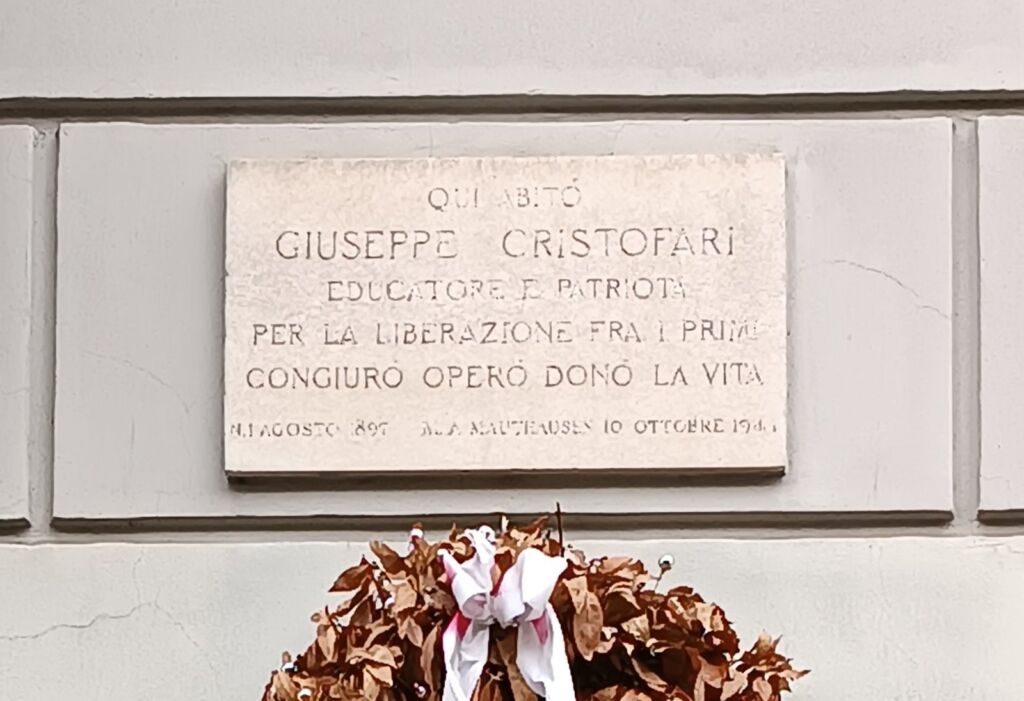 QUI ABITÒ
GIUSEPPE CRISTOFARI
EDUCATORE E PATRIOTA
PER LA LIBERAZIONE FRA I PRIMI
CONGIURÒ OPERÒ DONÒ LA VITA
N. 1 AGOSTO 1897 M. A MAUTHAUSEN 10 OTTOBRE